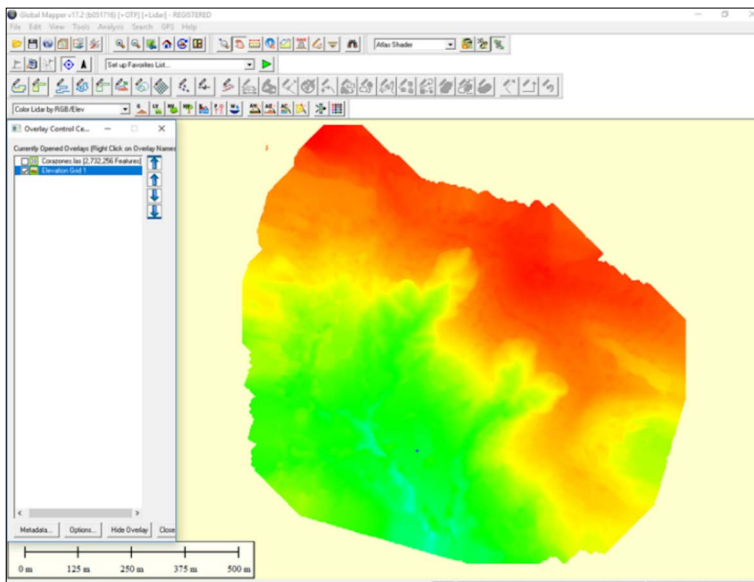 Global Mapper v17.2 (b051716) [+OTF] [+Lidar] - REGISTERED
File Edit View Tools Analysis Search GPS Help
Atlas Shader
Set up Favorites List...
Color Lidar by RGB/Elev
Overlay Control Ce...
Currently Opened Overlays (Right Click on Overlay Name
Corazones.las [2,732,256 Features]
Elevation Grid 1
Metadata... Options... Hide Overlay Close
0 m 125 m 250 m 375 m 500 m